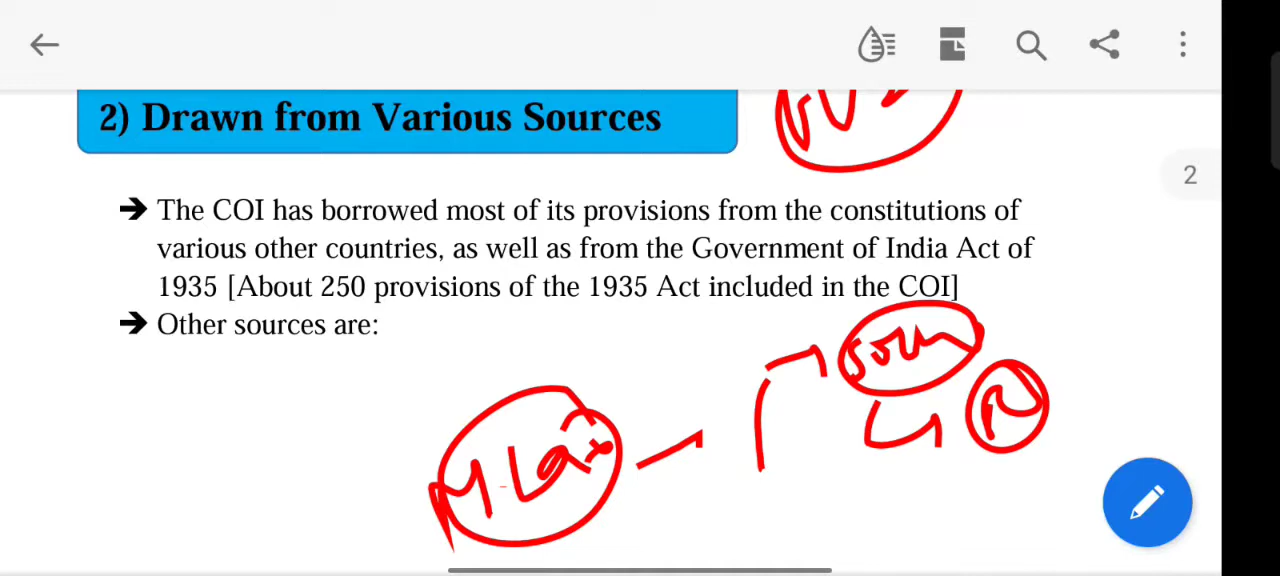 2) Drawn from Various Sources
2
➔ The COI has borrowed most of its provisions from the constitutions of
various other countries, as well as from the Government of India Act of
1935 [About 250 provisions of the 1935 Act included in the COI]
➔ Other sources are: